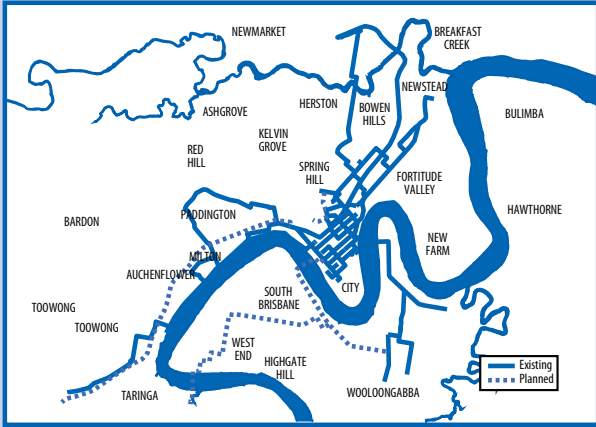 NEWMARKET
BREAKFAST
CREEK
NEWSTEAD
HERSTON
BOWEN
HILLS
ASHGROVE
BULIMBA
KELVIN
GROVE
RED
HILL
SPRING
HILL
FORTITUDE
VALLEY
PADDINGTON
HAWTHORNE
BARDON
NEW
FARM
MILTON
AUCHENFLOWER
CITY
SOUTH
BRISBANE
TOOWONG
TOOWONG
WEST
END
HIGHGATE
HILL
TARINGA
WOOLOONGABBA
Existing
Planned